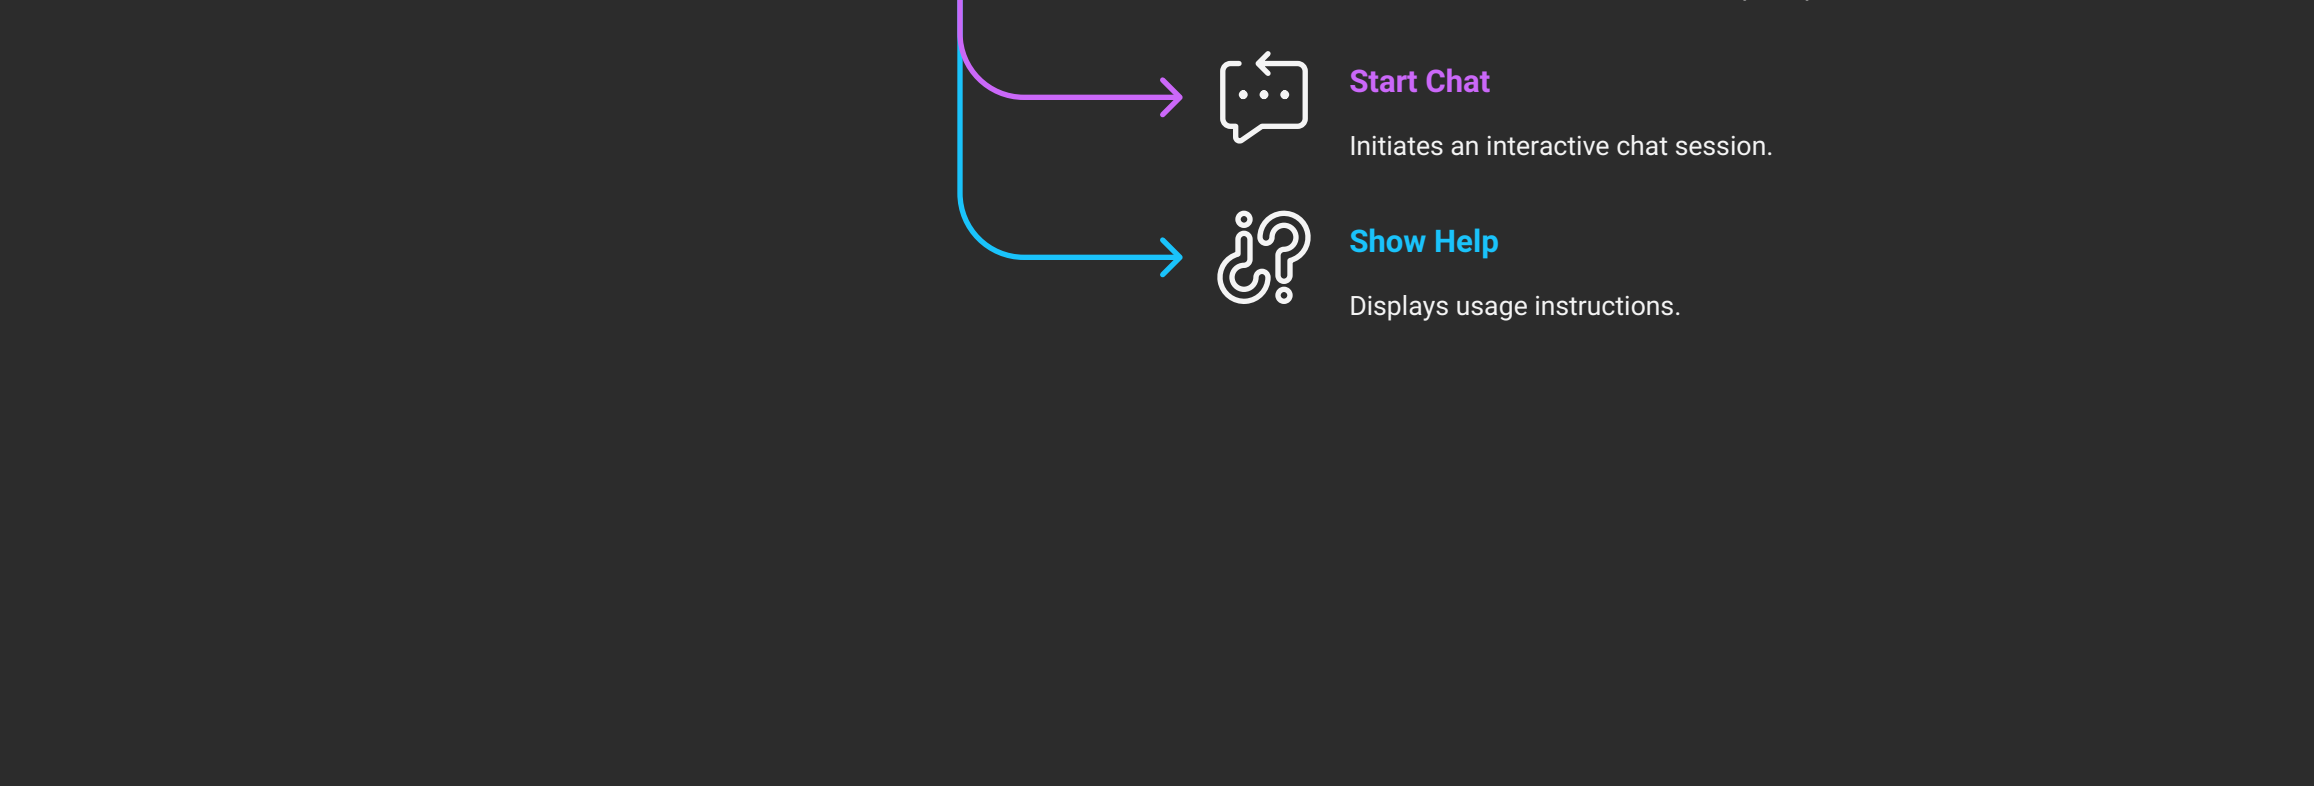 Start Chat
Initiates an interactive chat session.
Show Help
Displays usage instructions.